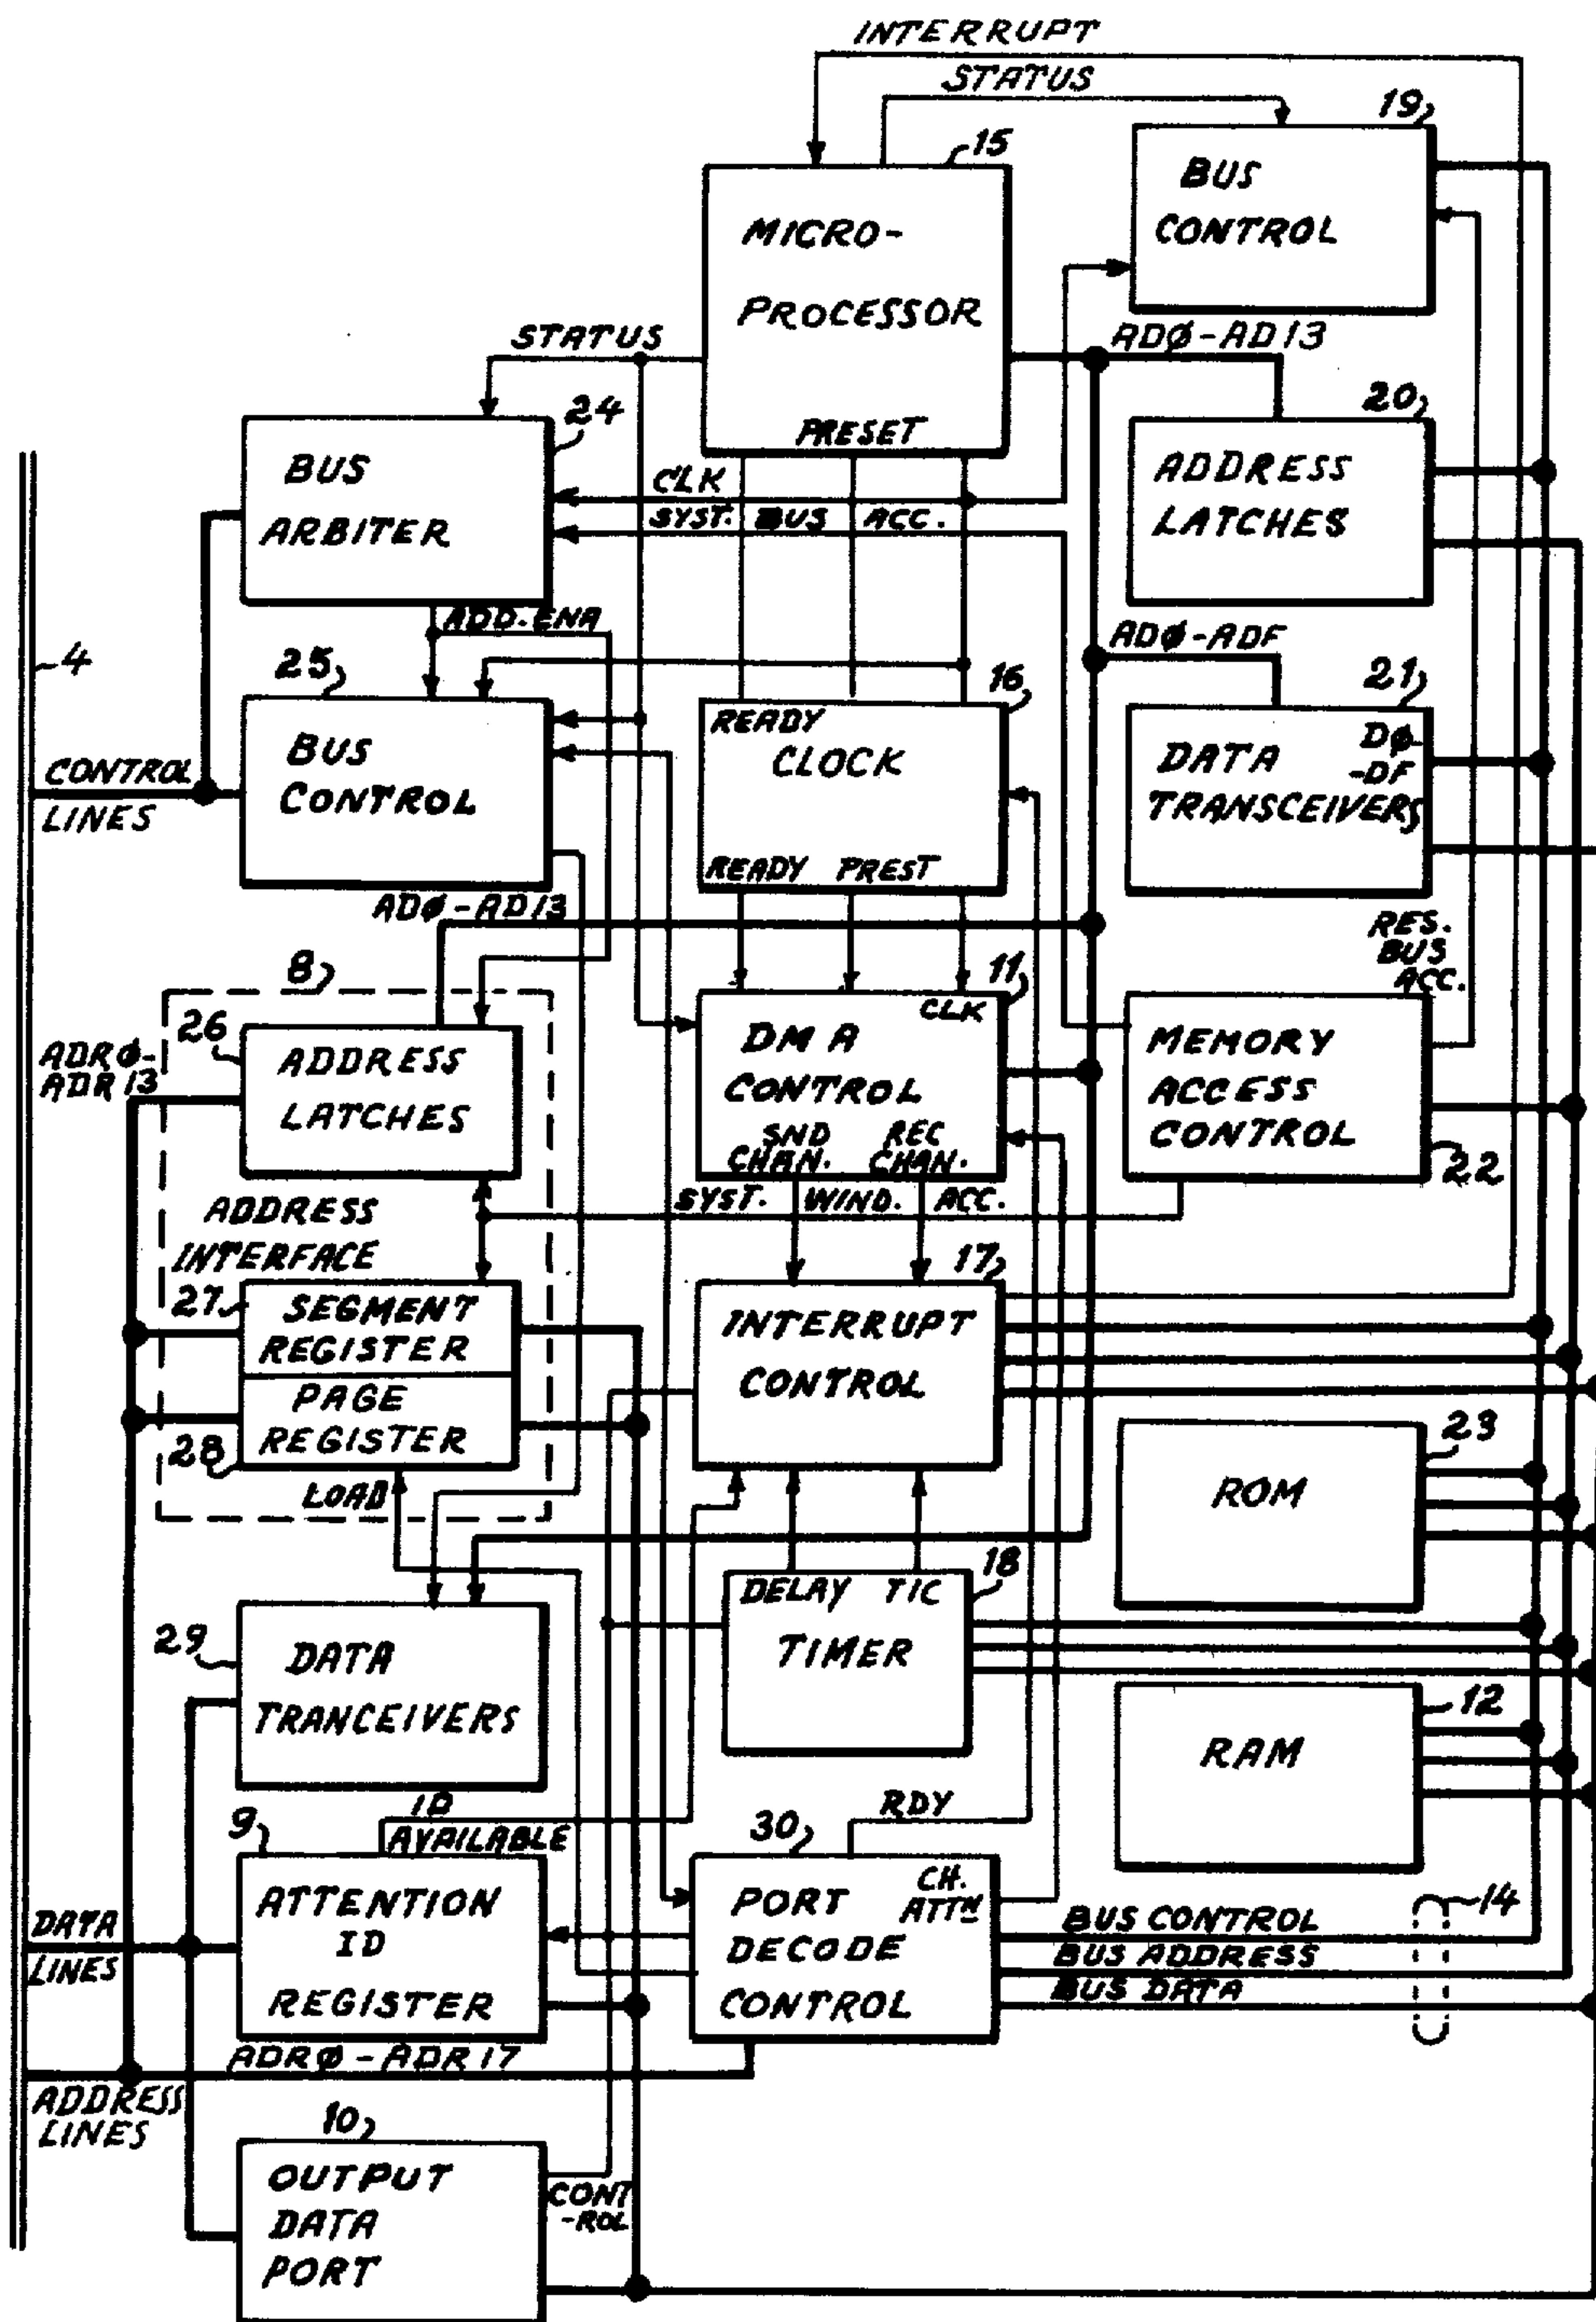 INTERRUPT
STATUS
19
15
BUS
CONTROL
MICRO-
PROCESSOR
STATUS
ADØ-AD13
24
PRESET
20
BUS
ARBITER
CLK
SYST. BUS ACC.
ADDRESS
LATCHES
ADD.ENA
ADØ-ADF
4
25
16
21
READY
CLOCK
BUS
CONTROL
DATA
TRANSCEIVERS
DØ
-DF
CONTROL
LINES
READY PREST
ADØ-AD13
RES.
BUS
ACC.
8
11
CLK
26
DMA
CONTROL
MEMORY
ACCESS
CONTROL
ADRØ-
ADR13
ADDRESS
LATCHES
SND
CHAN.
REC
CHAN.
22
SYST. WIND. ACC.
ADDRESS
INTERFACE
17
27
SEGMENT
REGISTER
INTERRUPT
CONTROL
PAGE
REGISTER
28
23
LOAD
ROM
18
DELAY TIC
TIMER
29
DATA
TRANCEIVERS
12
RAM
ID
AVAILABLE
RDY
9
30
ATTENTION
ID
REGISTER
PORT
DECODE
CONTROL
CH.
ATTN
14
DATA
LINES
BUS CONTROL
BUS ADDRESS
BUS DATA
ADRØ-ADR17
ADDRESS
LINES
10
OUTPUT
DATA
PORT
CONT
-ROL